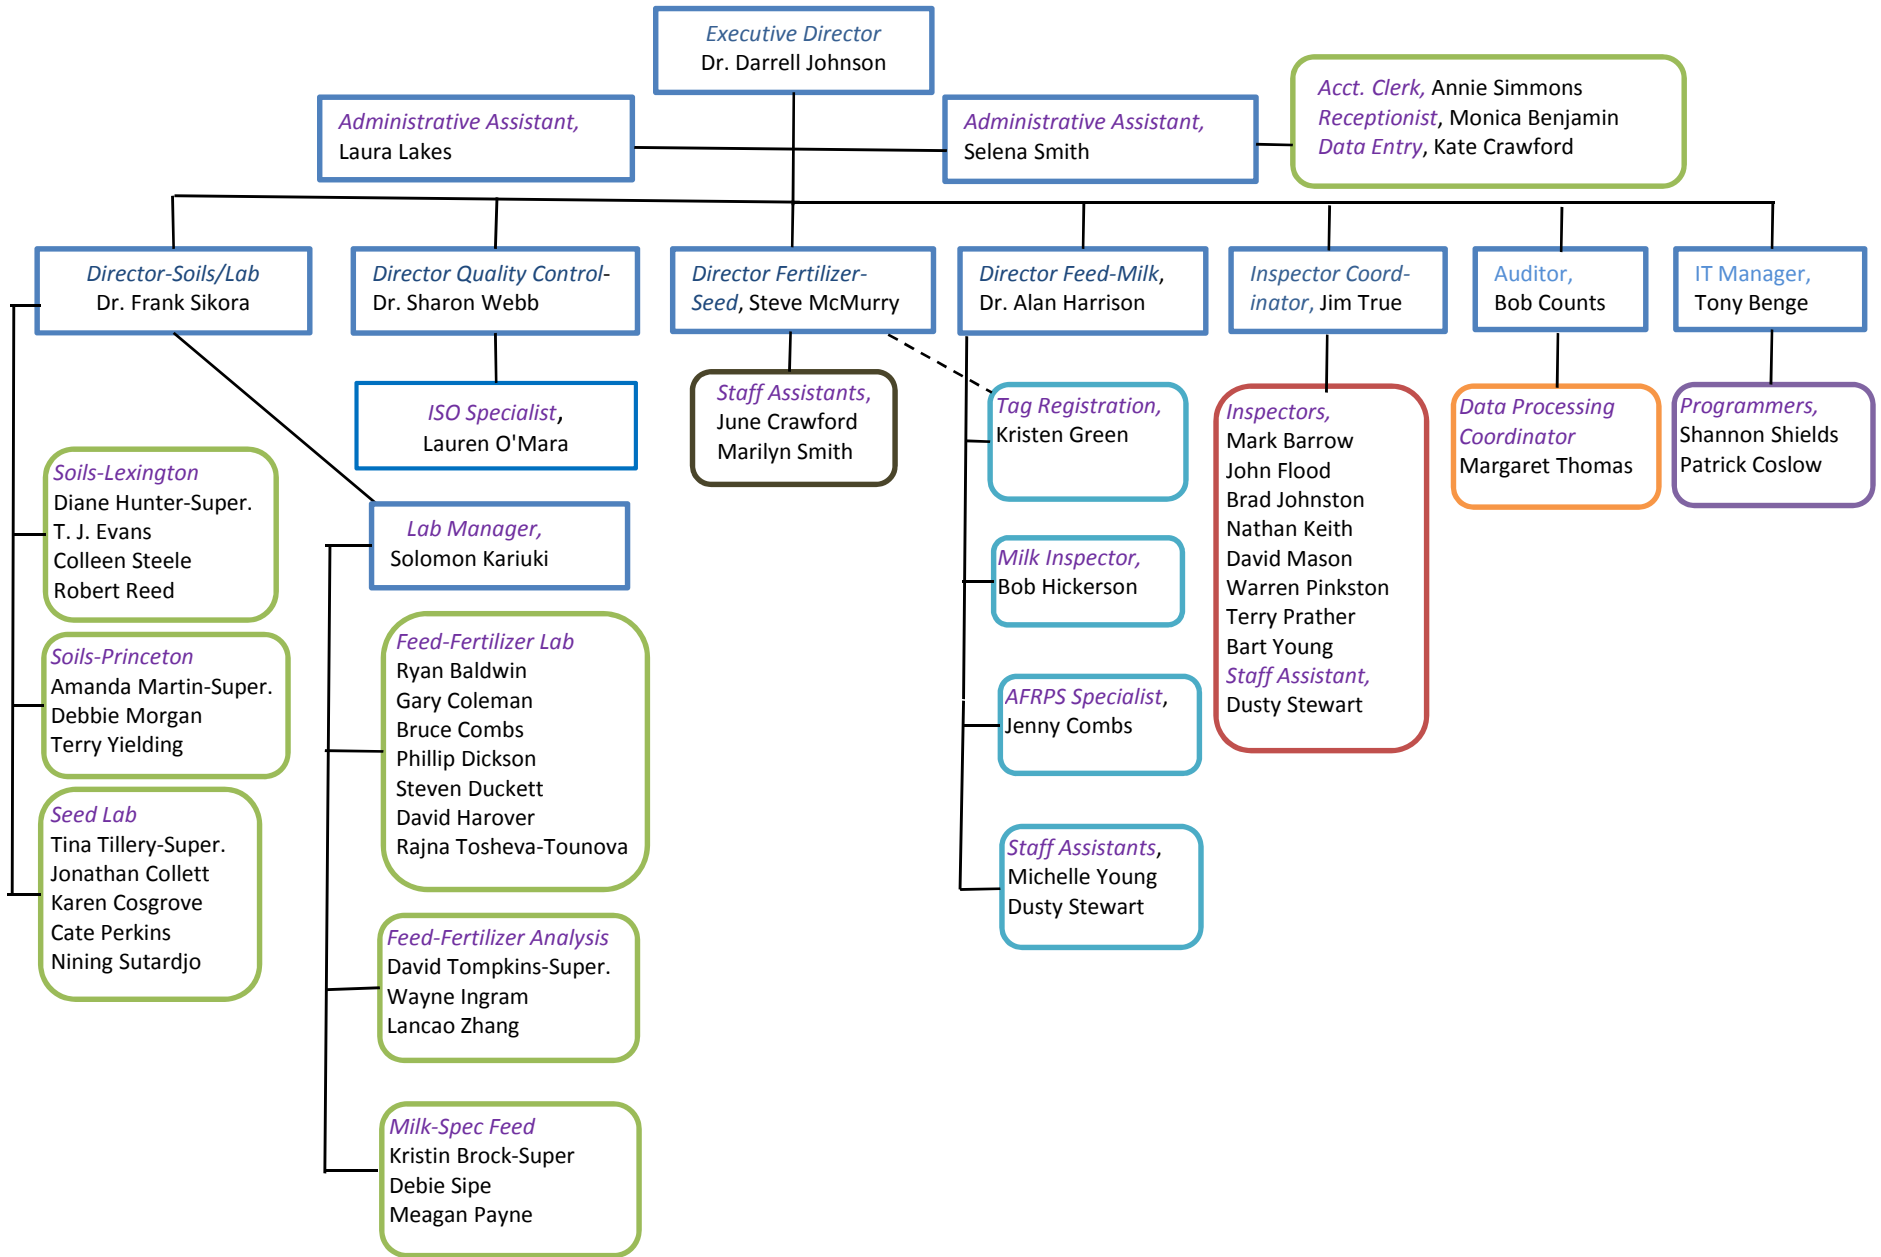 Executive Director
Dr. Darrell Johnson
Administrative Assistant,
Laura Lakes
Administrative Assistant,
Selena Smith
Acct. Clerk, Annie Simmons
Receptionist, Monica Benjamin
Data Entry, Kate Crawford
Director-Soils/Lab
Dr. Frank Sikora
Director Quality Control-
Dr. Sharon Webb
Director Fertilizer-
Seed, Steve McMurry
Director Feed-Milk,
Dr. Alan Harrison
Inspector Coord-
inator, Jim True
Auditor,
Bob Counts
IT Manager,
Tony Benge
ISO Specialist,
Lauren O'Mara
Staff Assistants,
June Crawford
Marilyn Smith
Tag Registration,
Kristen Green
Inspectors,
Mark Barrow
John Flood
Brad Johnston
Nathan Keith
David Mason
Warren Pinkston
Terry Prather
Bart Young
Staff Assistant,
Dusty Stewart
Data Processing
Coordinator
Margaret Thomas
Programmers,
Shannon Shields
Patrick Coslow
Soils-Lexington
Diane Hunter-Super.
T. J. Evans
Colleen Steele
Robert Reed
Lab Manager,
Solomon Kariuki
Milk Inspector,
Bob Hickerson
Soils-Princeton
Amanda Martin-Super.
Debbie Morgan
Terry Yielding
Feed-Fertilizer Lab
Ryan Baldwin
Gary Coleman
Bruce Combs
Phillip Dickson
Steven Duckett
David Harover
Rajna Tosheva-Tounova
AFRPS Specialist,
Jenny Combs
Seed Lab
Tina Tillery-Super.
Jonathan Collett
Karen Cosgrove
Cate Perkins
Nining Sutardjo
Staff Assistants,
Michelle Young
Dusty Stewart
Feed-Fertilizer Analysis
David Tompkins-Super.
Wayne Ingram
Lancao Zhang
Milk-Spec Feed
Kristin Brock-Super
Debie Sipe
Meagan Payne